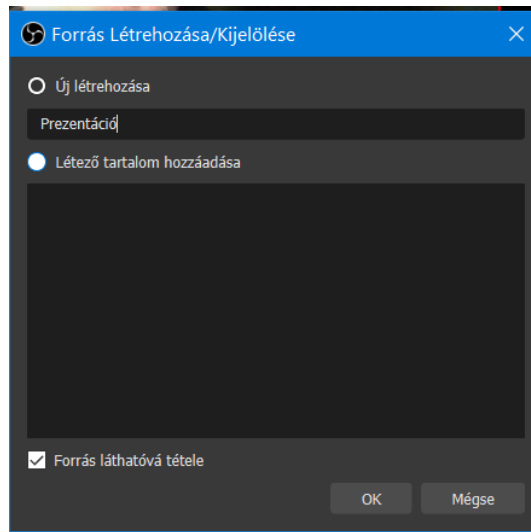 Forrás Létrehozása/Kijelölése
Új létrehozása
Prezentáció
Létező tartalom hozzáadása
Forrás láthatóvá tétele
OK Mégse